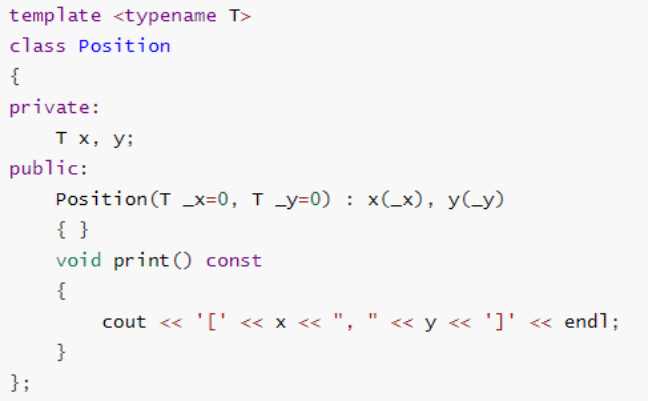 template <typename T>
class Position
{
private:
    T x, y;
public:
    Position(T _x=0, T _y=0) : x(_x), y(_y)
    { }
    void print() const
    {
        cout << '[' << x << ", " << y << ']' << endl;
    }
};